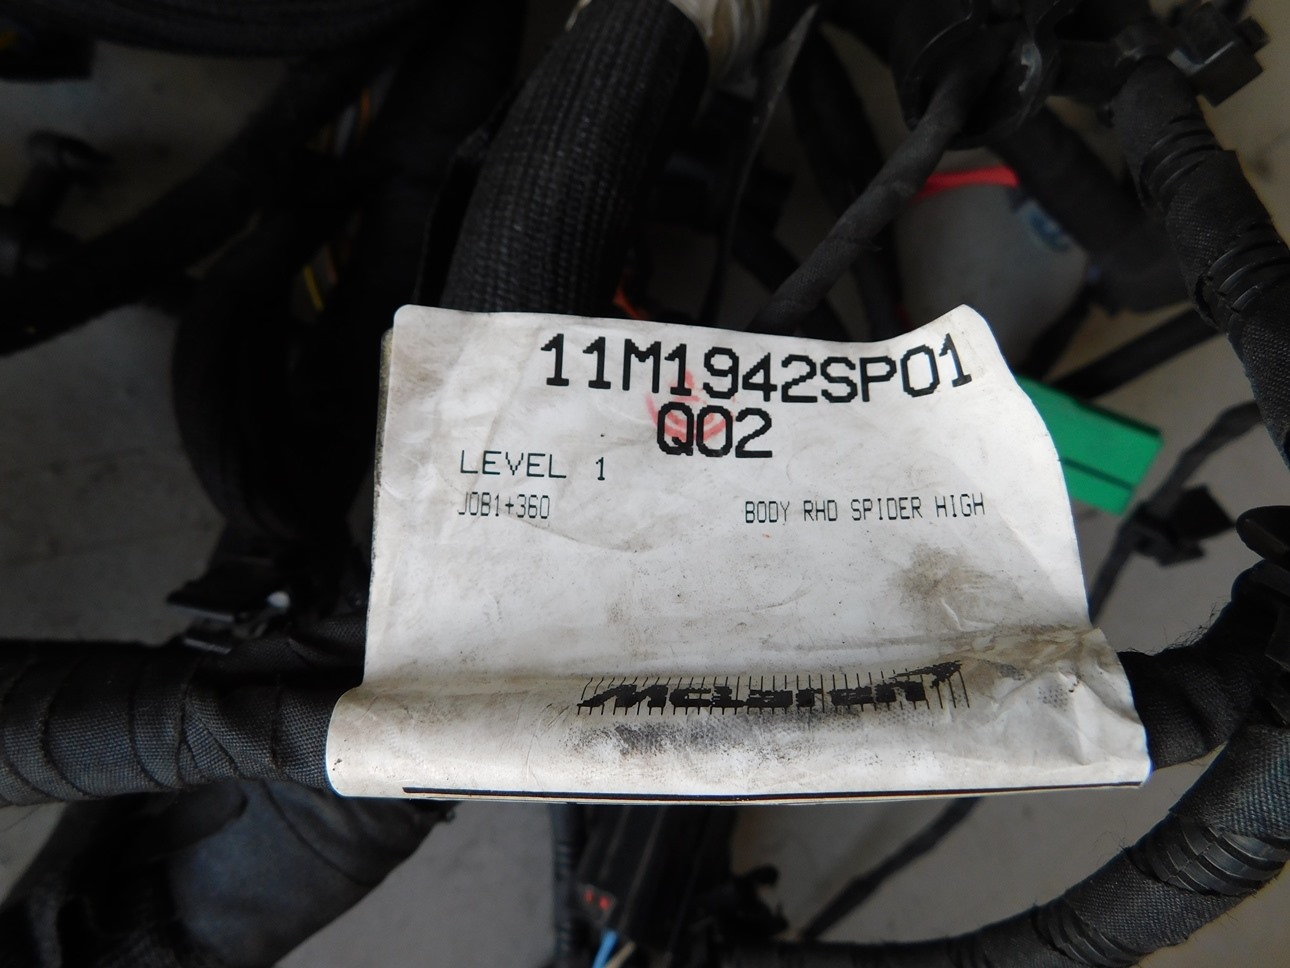 11M1942SP01
Q02
LEVEL 1
JOB1+360 BODY RHD SPIDER HIGH
McLaren